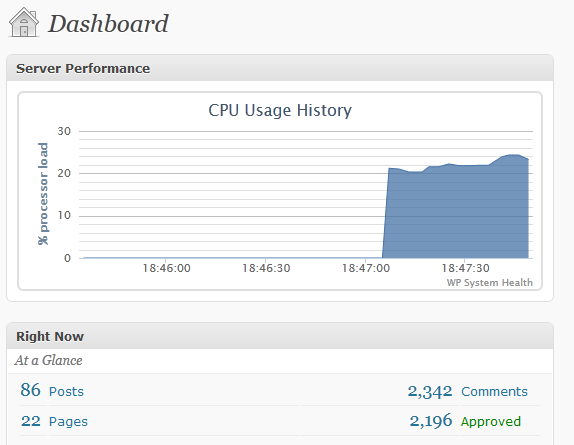 Dashboard
Server Performance
CPU Usage History
% processor load
30
20
10
0
18:46:00 18:46:30 18:47:00 18:47:30
WP System Health
Right Now
At a Glance
86 Posts 2,342 Comments
22 Pages 2,196 Approved